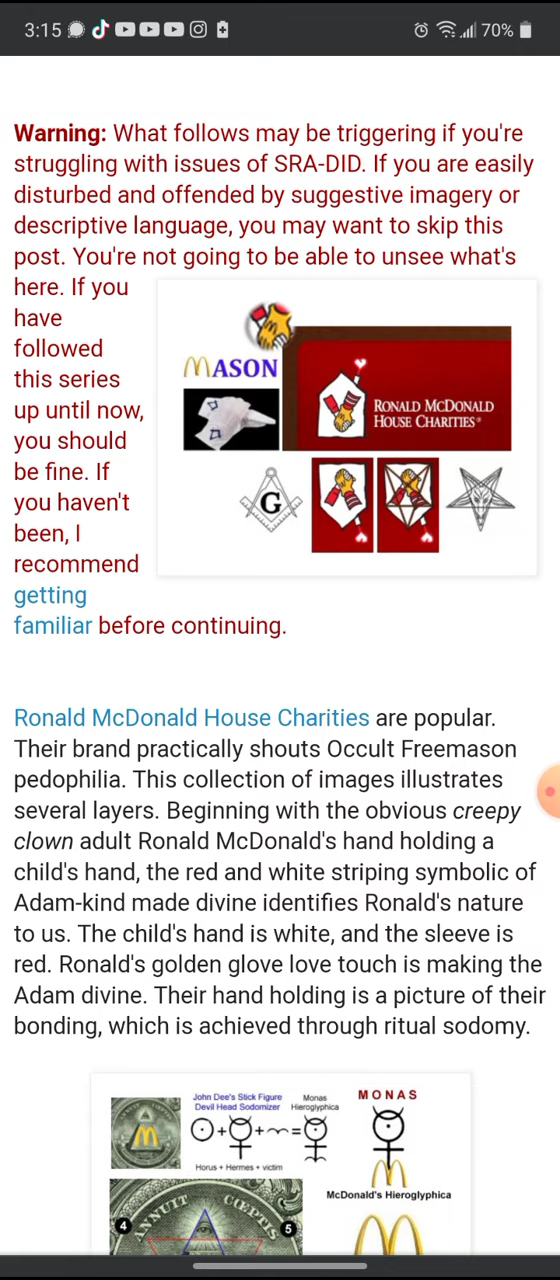 3:15
70%
Warning: What follows may be triggering if you're
struggling with issues of SRA-DID. If you are easily
disturbed and offended by suggestive imagery or
descriptive language, you may want to skip this
post. You're not going to be able to unsee what's
here. If you
have
followed
this series
up until now,
you should
be fine. If
you haven't
been, I
recommend
getting
familiar before continuing.
MASON
RONALD MCDONALD
HOUSE CHARITIES®
G
Ronald McDonald House Charities are popular.
Their brand practically shouts Occult Freemason
pedophilia. This collection of images illustrates
several layers. Beginning with the obvious creepy
clown adult Ronald McDonald's hand holding a
child's hand, the red and white striping symbolic of
Adam-kind made divine identifies Ronald's nature
to us. The child's hand is white, and the sleeve is
red. Ronald's golden glove love touch is making the
Adam divine. Their hand holding is a picture of their
bonding, which is achieved through ritual sodomy.
John Dee's Stick Figure
Devil Head Sodomizer
Monas
Hieroglyphica
MONAS
+ + =
Horus + Hermes + victim
McDonald's Hieroglyphica
4
ANNUIT
CŒPTIS
5